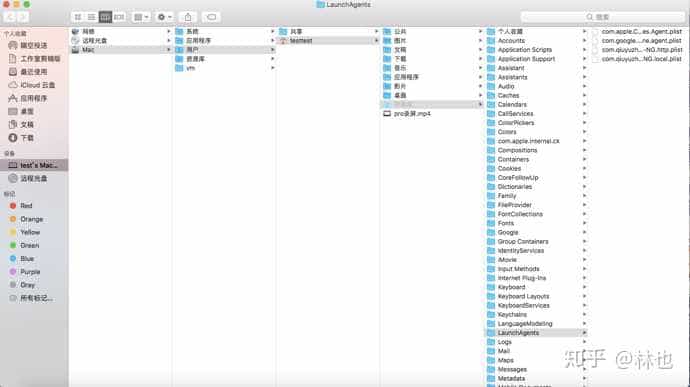 LaunchAgents
搜索
个人收藏
隔空投送
工作室剪辑版
最近使用
iCloud 云盘
应用程序
桌面
文稿
下载
设备
test's Mac...
远程光盘
标记
Red
Orange
Yellow
Green
Blue
Purple
Gray
所有标记...
网络
远程光盘
Mac
系统
应用程序
用户
资源库
vm
共享
testtest
公共
图片
文稿
下载
音乐
应用程序
影片
桌面
pro录屏.mp4
个人收藏
Accounts
Application Scripts
Application Support
Assistant
Assistants
Audio
Caches
Calendars
CallServices
ColorPickers
Colors
com.apple.internal.ck
Compositions
Containers
Cookies
CoreFollowUp
Dictionaries
Family
FileProvider
FontCollections
Fonts
Google
Group Containers
IdentityServices
iMovie
Input Methods
Internet Plug-Ins
Keyboard
Keyboard Layouts
KeyboardServices
Keychains
LanguageModeling
LaunchAgents
Logs
Mail
Maps
Messages
Metadata
com.apple.C...es.Agent.plist
com.google....ne.agent.plist
com.qiuyuzh...NG.http.plist
com.qiuyuzh...NG.local.plist
知乎 @林也